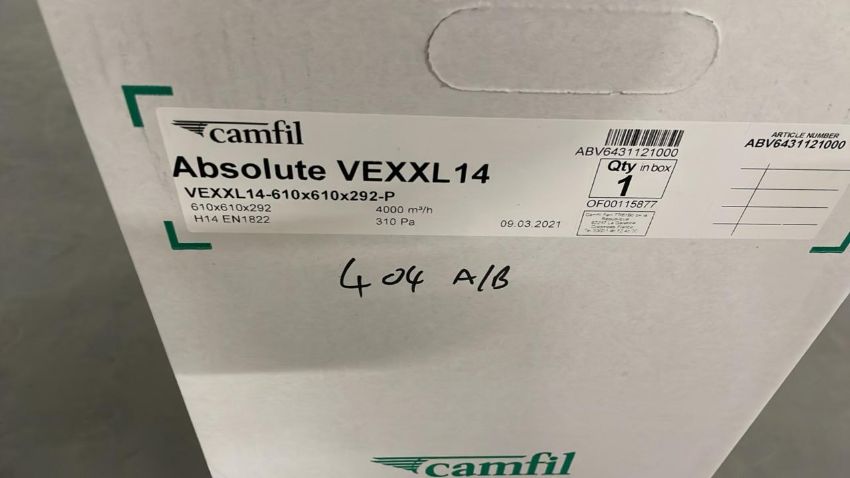 camfil
Absolute VEXXL14
VEXXL14-610x610x292-P
610x610x292 4000 m³/h
H14 EN1822 310 Pa 09.03.2021
ABV6431121000
Qty in box
1
OF00115877
ARTICLE NUMBER
ABV6431121000
404 A/B
camfil